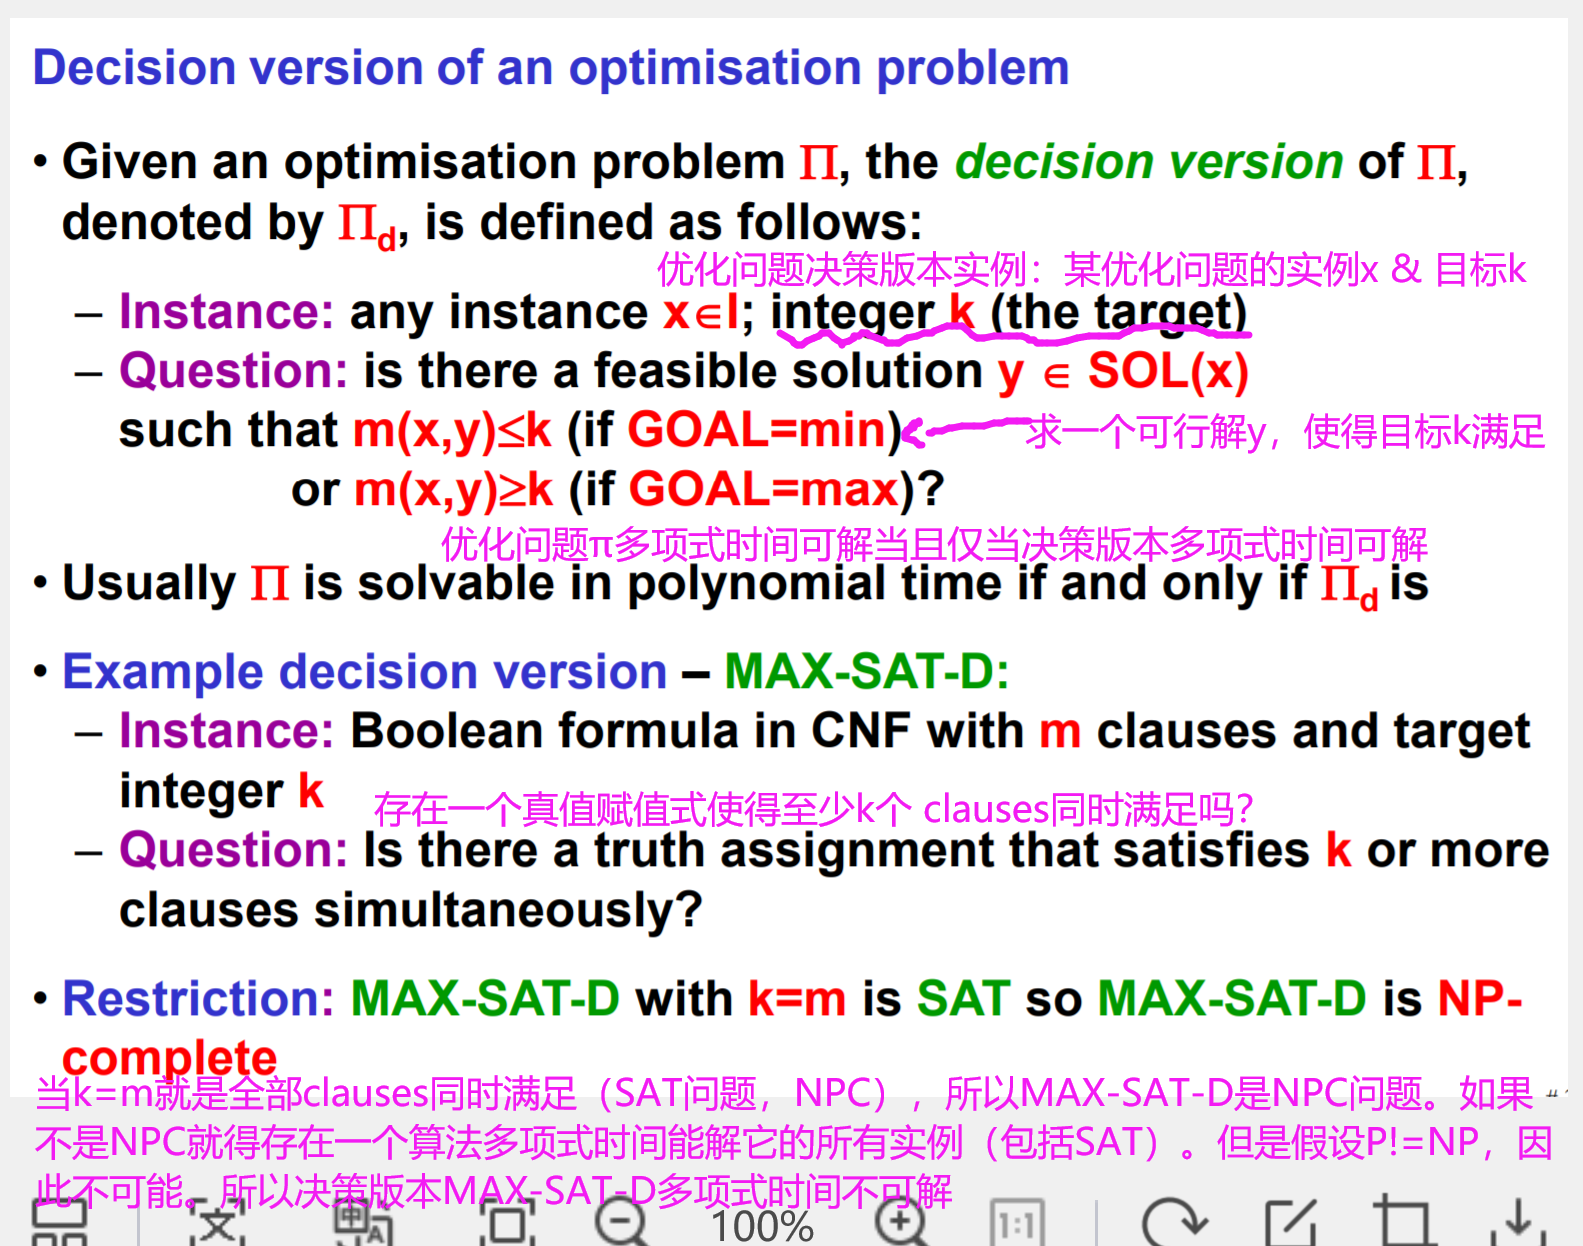 Decision version of an optimisation problem
• Given an optimisation problem Π, the decision version of Π,
denoted by Πd, is defined as follows:
优化问题决策版本实例：某优化问题的实例x & 目标k
– Instance: any instance x∈I; integer k (the target)
– Question: is there a feasible solution y ∈ SOL(x)
such that m(x,y)≤k (if GOAL=min)
求一个可行解y，使得目标k满足
or m(x,y)≥k (if GOAL=max)?
优化问题π多项式时间可解当且仅当决策版本多项式时间可解
• Usually Π is solvable in polynomial time if and only if Πd is
• Example decision version – MAX-SAT-D:
– Instance: Boolean formula in CNF with m clauses and target
integer k
存在一个真值赋值式使得至少k个 clauses同时满足吗？
– Question: Is there a truth assignment that satisfies k or more
clauses simultaneously?
• Restriction: MAX-SAT-D with k=m is SAT so MAX-SAT-D is NP-
complete
当k=m就是全部clauses同时满足（SAT问题，NPC），所以MAX-SAT-D是NPC问题。如果
不是NPC就得存在一个算法多项式时间能解它的所有实例（包括SAT）。但是假设P!=NP，因
此不可能。所以决策版本MAX-SAT-D多项式时间不可解
100%
1:1